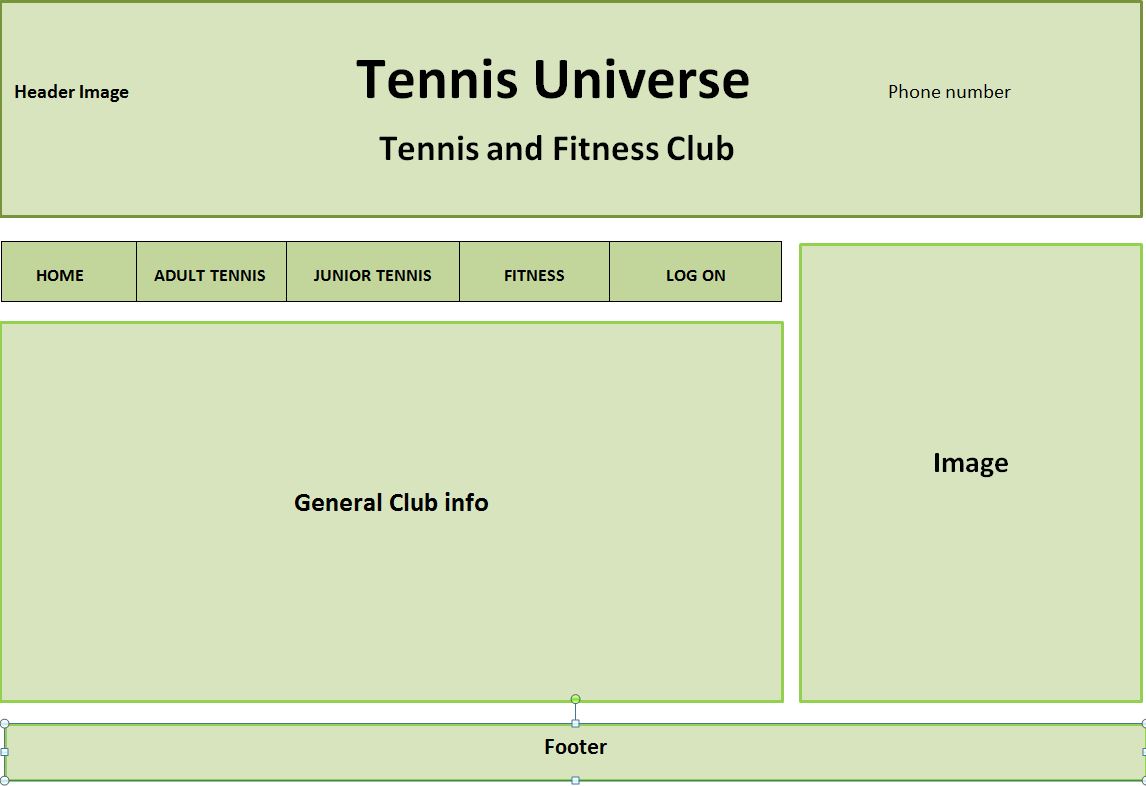 Tennis Universe
Header Image
Phone number
Tennis and Fitness Club
HOME
ADULT TENNIS
JUNIOR TENNIS
FITNESS
LOG ON
General Club info
Image
Footer